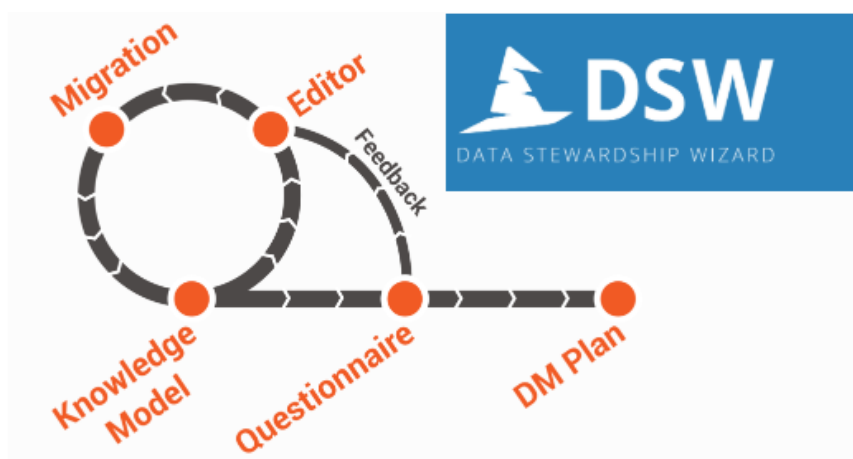 Migration
Editor
DSW
DATA STEWARDSHIP WIZARD
Feedback
Knowledge
Model
Questionnaire
DM Plan